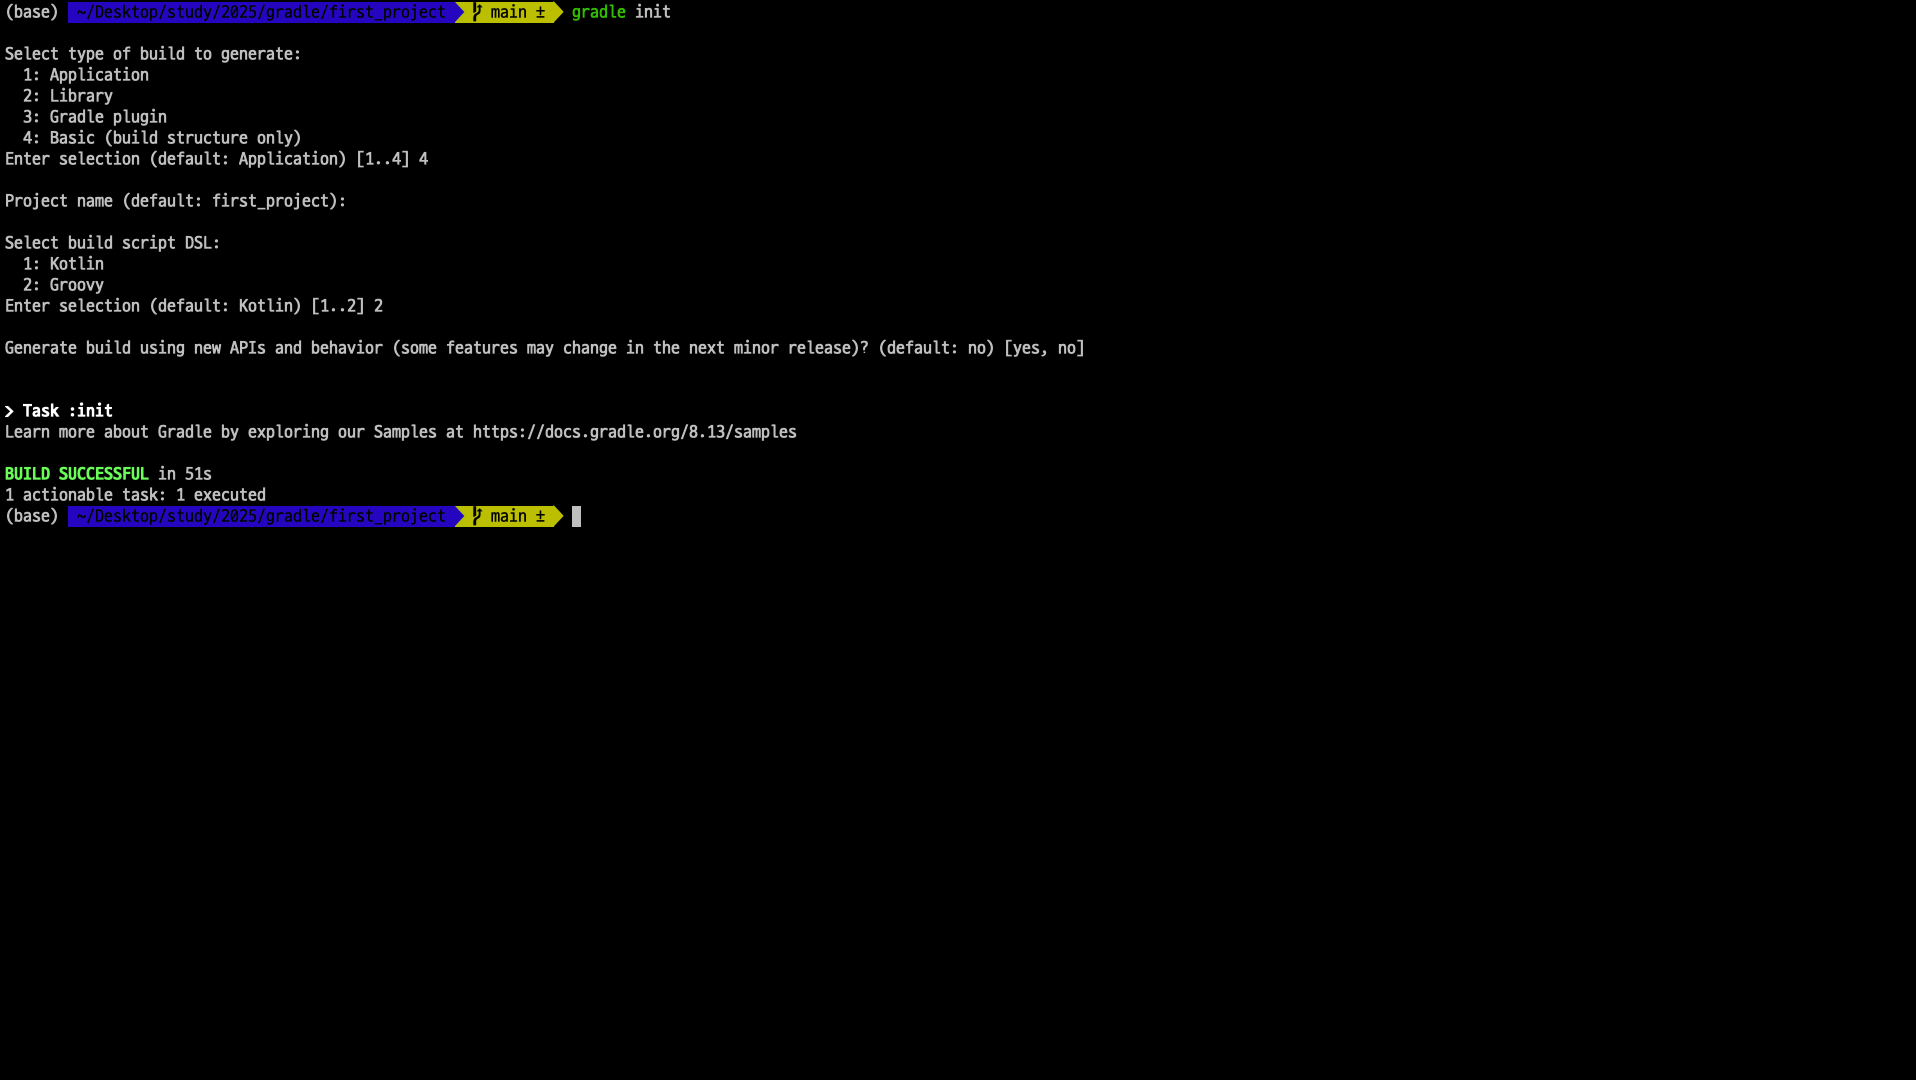 (base) ~/Desktop/study/2025/gradle/first_project main ± gradle init
Select type of build to generate:
1: Application
2: Library
3: Gradle plugin
4: Basic (build structure only)
Enter selection (default: Application) [1..4] 4
Project name (default: first_project):
Select build script DSL:
1: Kotlin
2: Groovy
Enter selection (default: Kotlin) [1..2] 2
Generate build using new APIs and behavior (some features may change in the next minor release)? (default: no) [yes, no]
> Task :init
Learn more about Gradle by exploring our Samples at https://docs.gradle.org/8.13/samples
BUILD SUCCESSFUL in 51s
1 actionable task: 1 executed
(base) ~/Desktop/study/2025/gradle/first_project main ±